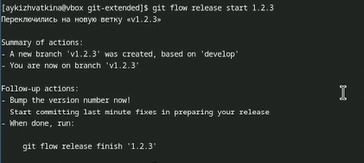 [aykizhvatkina@vbox git-extended]$ git flow release start 1.2.3
Переключились на новую ветку «v1.2.3»
Summary of actions:
- A new branch 'v1.2.3' was created, based on 'develop'
- You are now on branch 'v1.2.3'
Follow-up actions:
- Bump the version number now!
- Start committing last minute fixes in preparing your release
- When done, run:
git flow release finish '1.2.3'